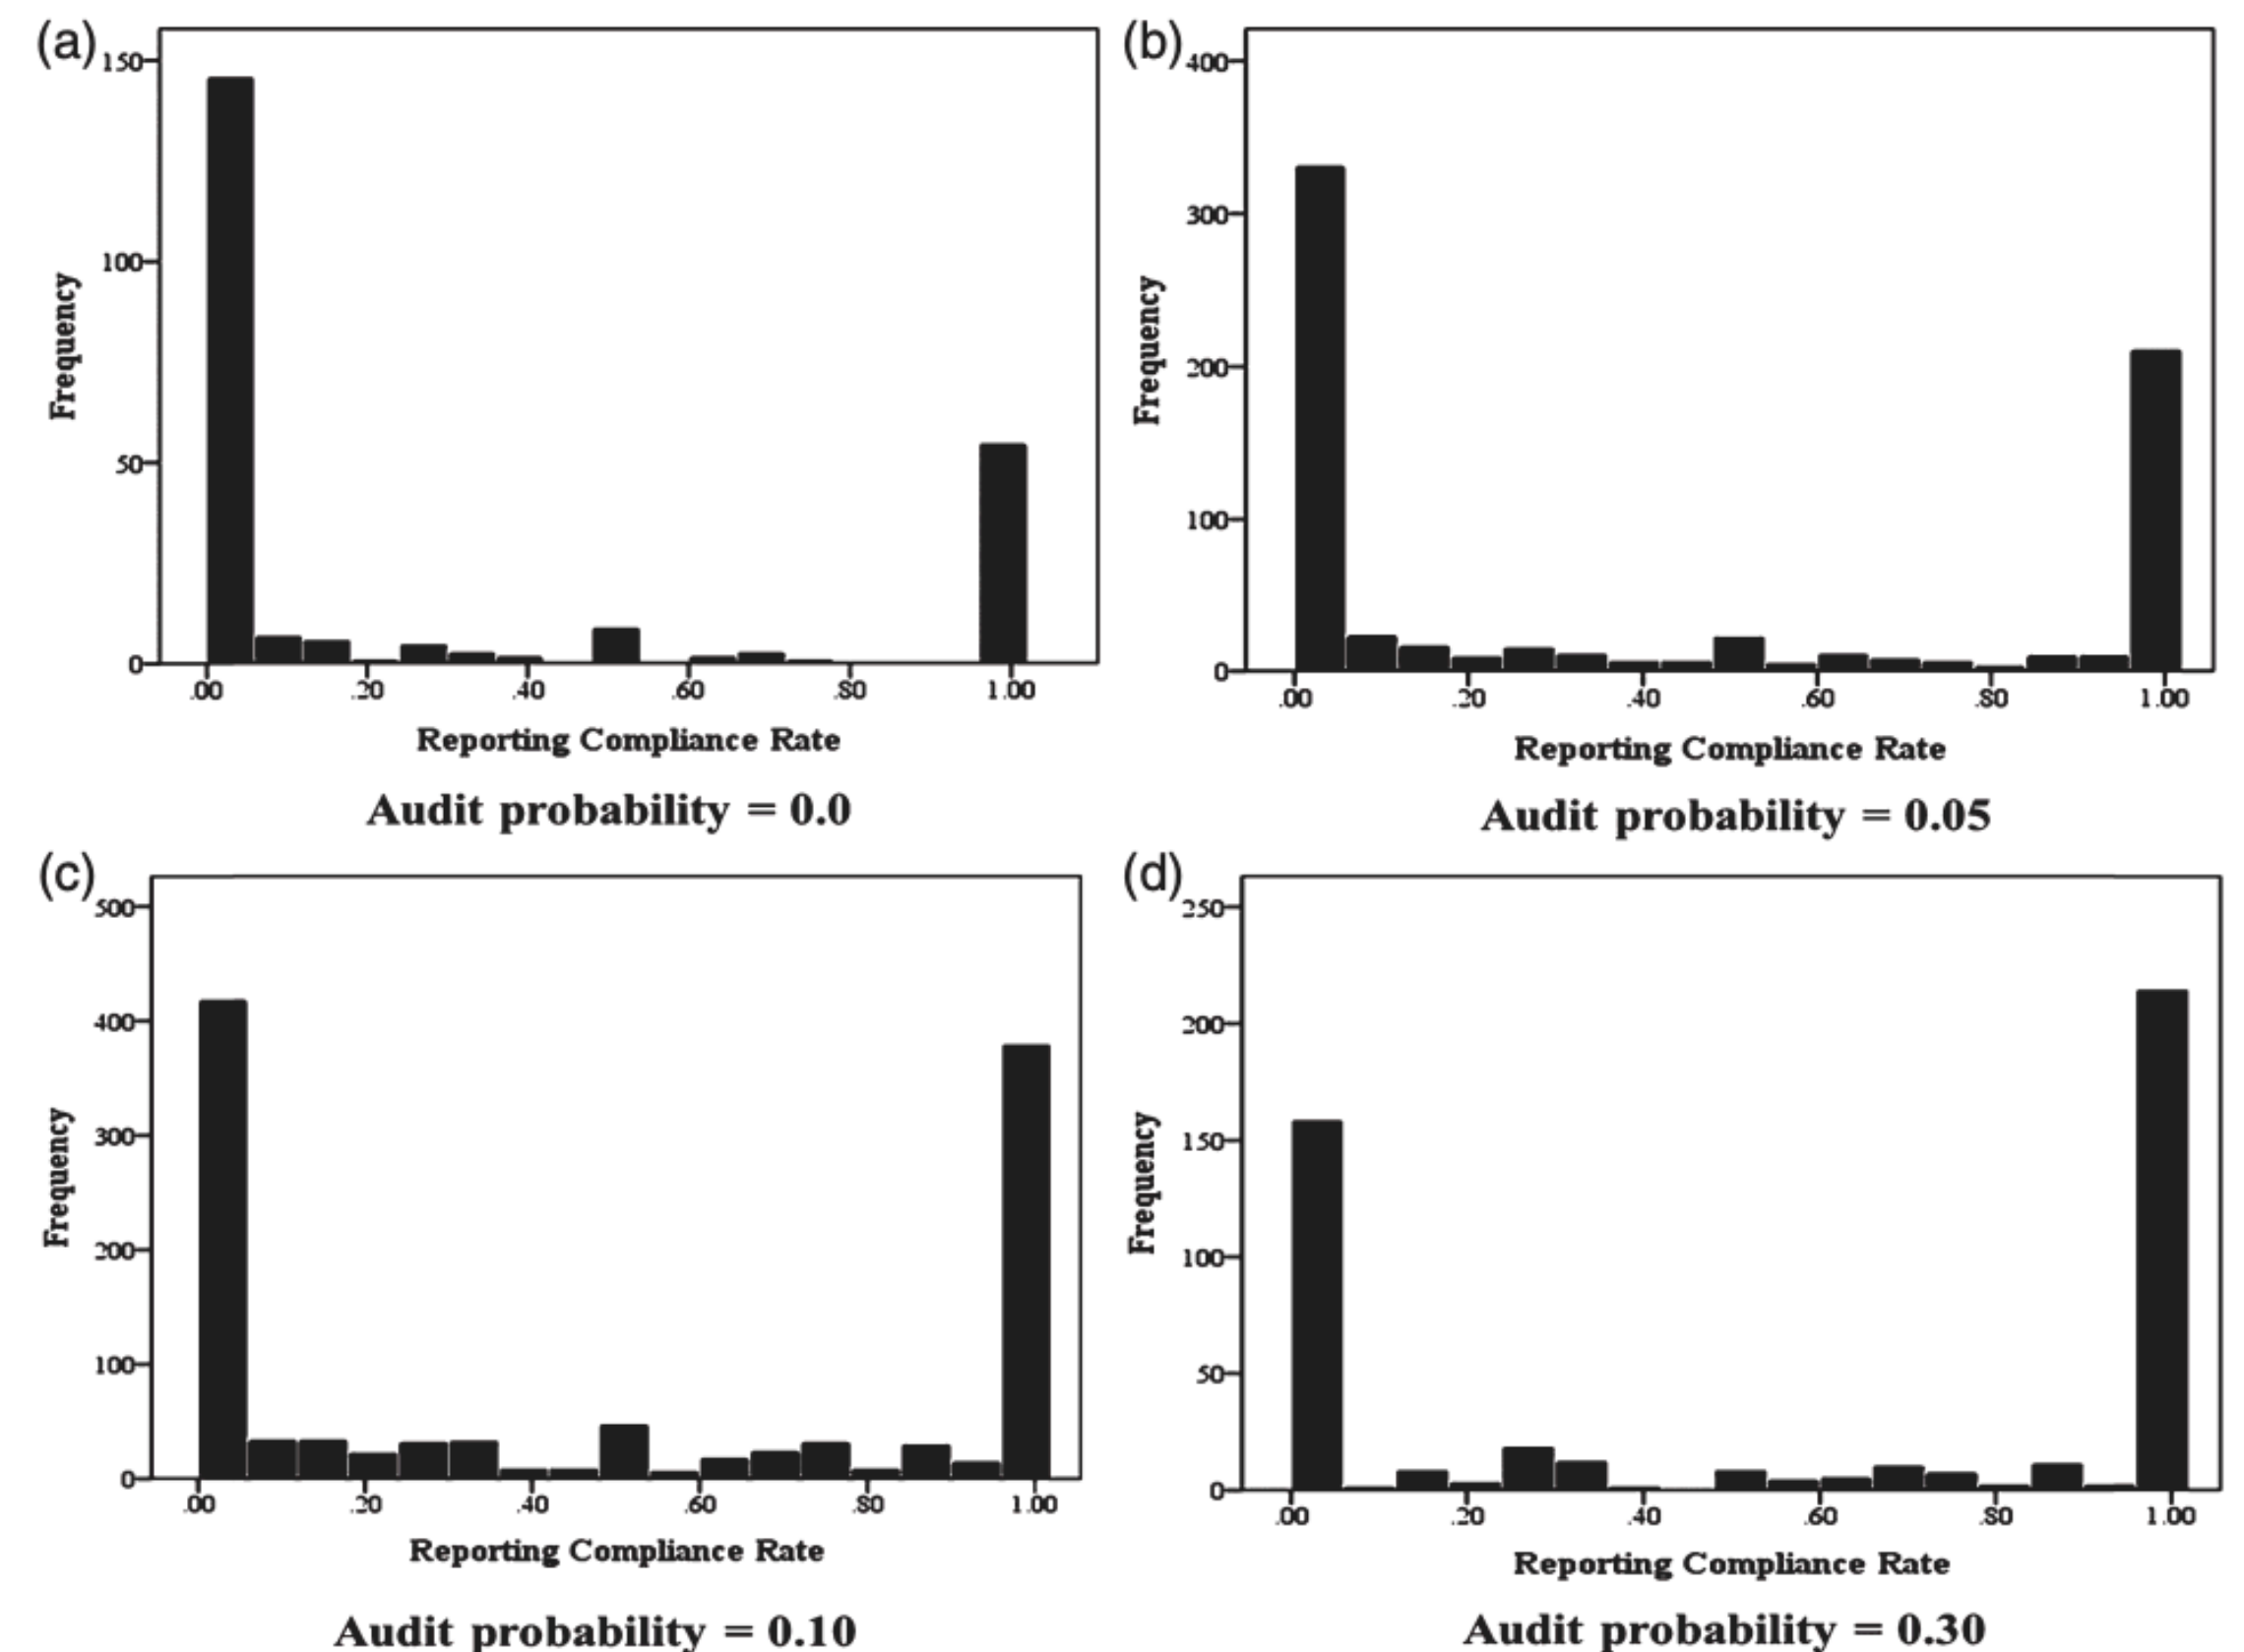 (a)
150
100
50
0
Frequency
.00 .20 .40 .60 .80 1.00
Reporting Compliance Rate
Audit probability = 0.0
(b)
400
300
200
100
0
Frequency
.00 .20 .40 .60 .80 1.00
Reporting Compliance Rate
Audit probability = 0.05
(c)
500
400
300
200
100
0
Frequency
.00 .20 .40 .60 .80 1.00
Reporting Compliance Rate
Audit probability = 0.10
(d)
250
200
150
100
50
0
Frequency
.00 .20 .40 .60 .80 1.00
Reporting Compliance Rate
Audit probability = 0.30